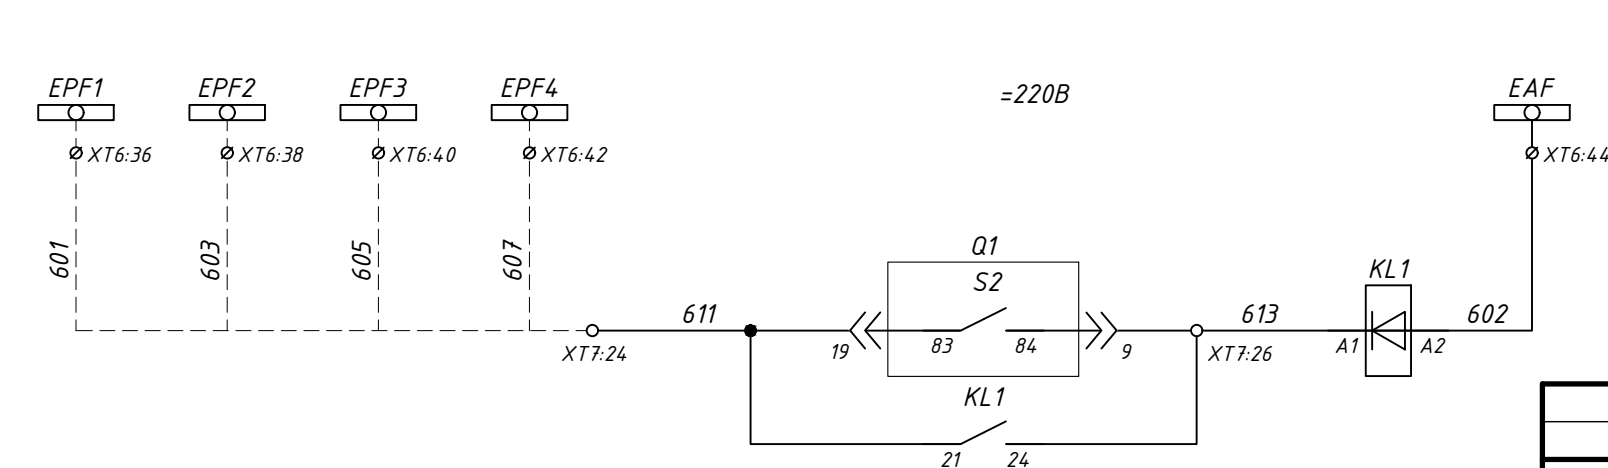 EPF1 EPF2 EPF3 EPF4 =220В EAF
XT6:36 XT6:38 XT6:40 XT6:42 XT6:44
601 603 605 607
Q1
S2 KL1
611 613 602
19 83 84 9 A1 A2
XT7:24 XT7:26
KL1
21 24